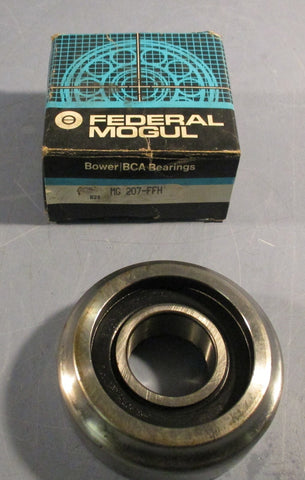 FEDERAL
MOGUL
Bower/BCA Bearings
MG 207-FFH